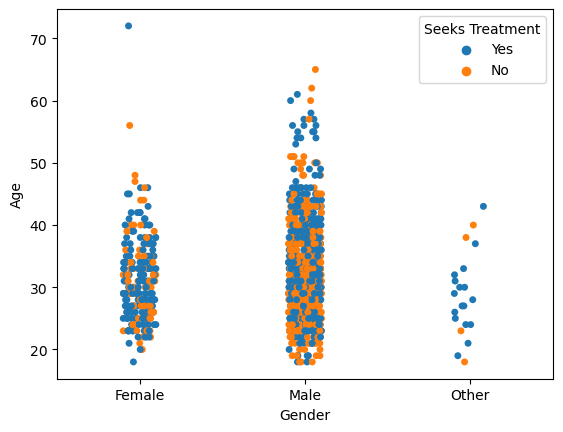 Seeks Treatment
Yes
No
70
60
50
40
30
20
Age
Female Male Other
Gender